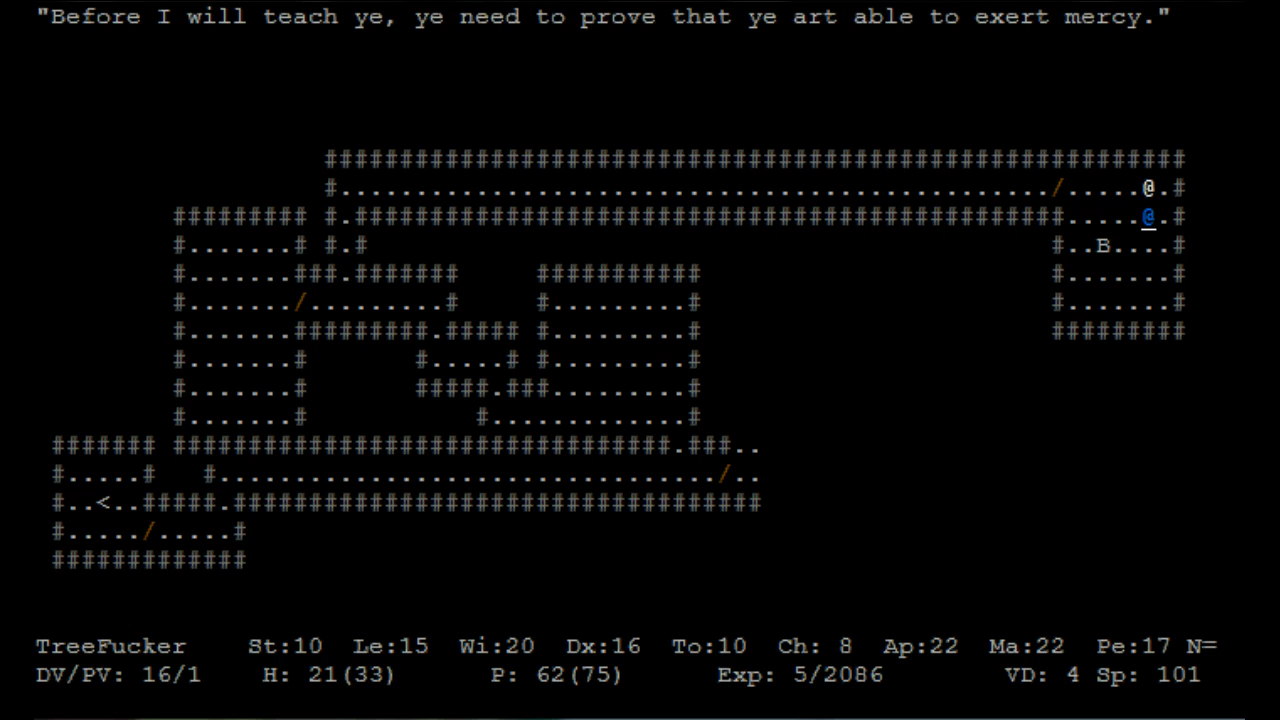 "Before I will teach ye, ye need to prove that ye art able to exert mercy."
TreeFucker St:10 Le:15 Wi:20 Dx:16 To:10 Ch: 8 Ap:22 Ma:22 Pe:17 N=
DV/PV: 16/1 H: 21(33) P: 62(75) Exp: 5/2086 VD: 4 Sp: 101